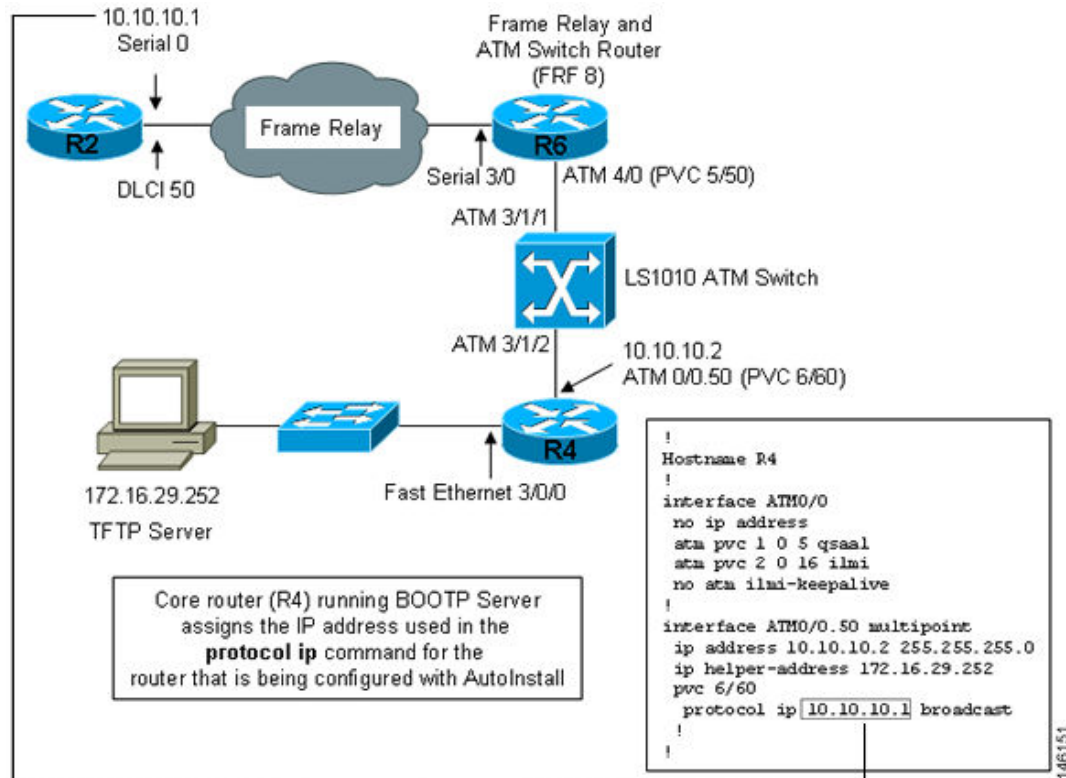 10.10.10.1
Serial 0
R2
DLCI 50
Frame Relay
Frame Relay and
ATM Switch Router
(FRF 8)
R6
Serial 3/0
ATM 4/0 (PVC 5/50)
ATM 3/1/1
LS1010 ATM Switch
ATM 3/1/2
10.10.10.2
ATM 0/0.50 (PVC 6/60)
R4
Fast Ethernet 3/0/0
172.16.29.252
TFTP Server
Core router (R4) running BOOTP Server
assigns the IP address used in the
protocol ip command for the
router that is being configured with AutoInstall
!
Hostname R4
!
interface ATM0/0
no ip address
atm pvc 1 0 5 qsaal
atm pvc 2 0 16 ilmi
no atm ilmi-keepalive
!
interface ATM0/0.50 multipoint
ip address 10.10.10.2 255.255.255.0
ip helper-address 172.16.29.252
pvc 6/60
protocol ip 10.10.10.1 broadcast
!
!
146151